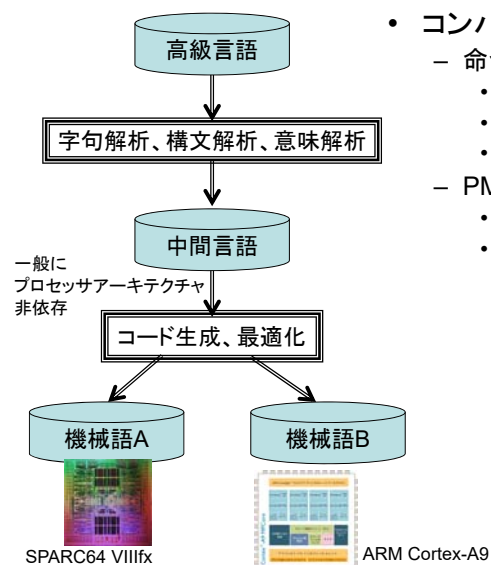 高級言語
字句解析、構文解析、意味解析
中間言語
一般に
プロセッサアーキテクチャ
非依存
コード生成、最適化
機械語A
機械語B
SPARC64 VIIIfx
ARM Cortex-A9
• コンパ
– 命
•
•
•
– PM
•
•